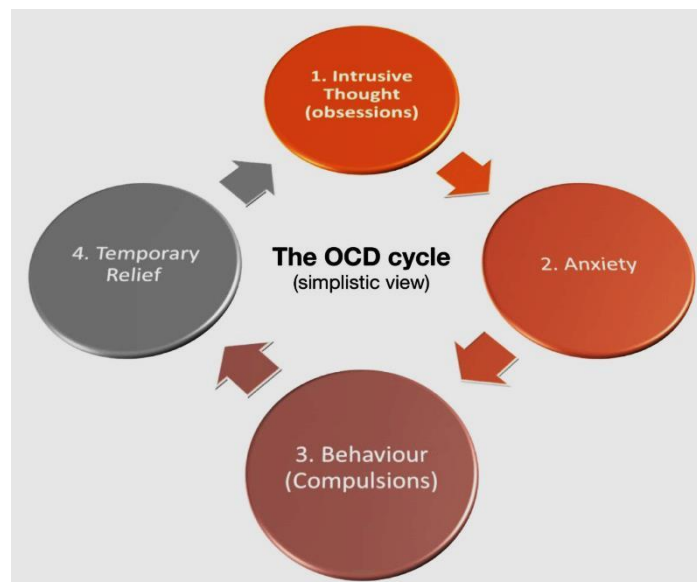 1. Intrusive
Thought
(obsessions)
2. Anxiety
3. Behaviour
(Compulsions)
4. Temporary
Relief
The OCD cycle
(simplistic view)